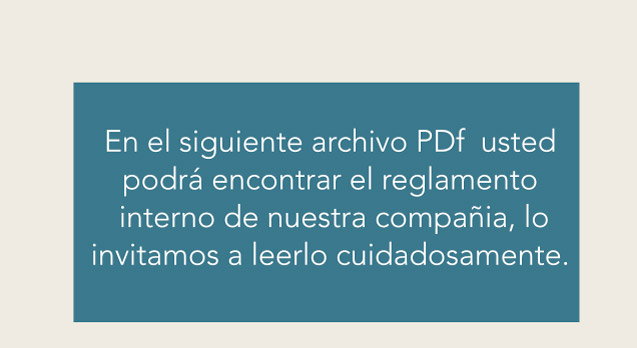 En el siguiente archivo PDf  usted
podrá encontrar el reglamento
interno de nuestra compañia, lo
invitamos a leerlo cuidadosamente.